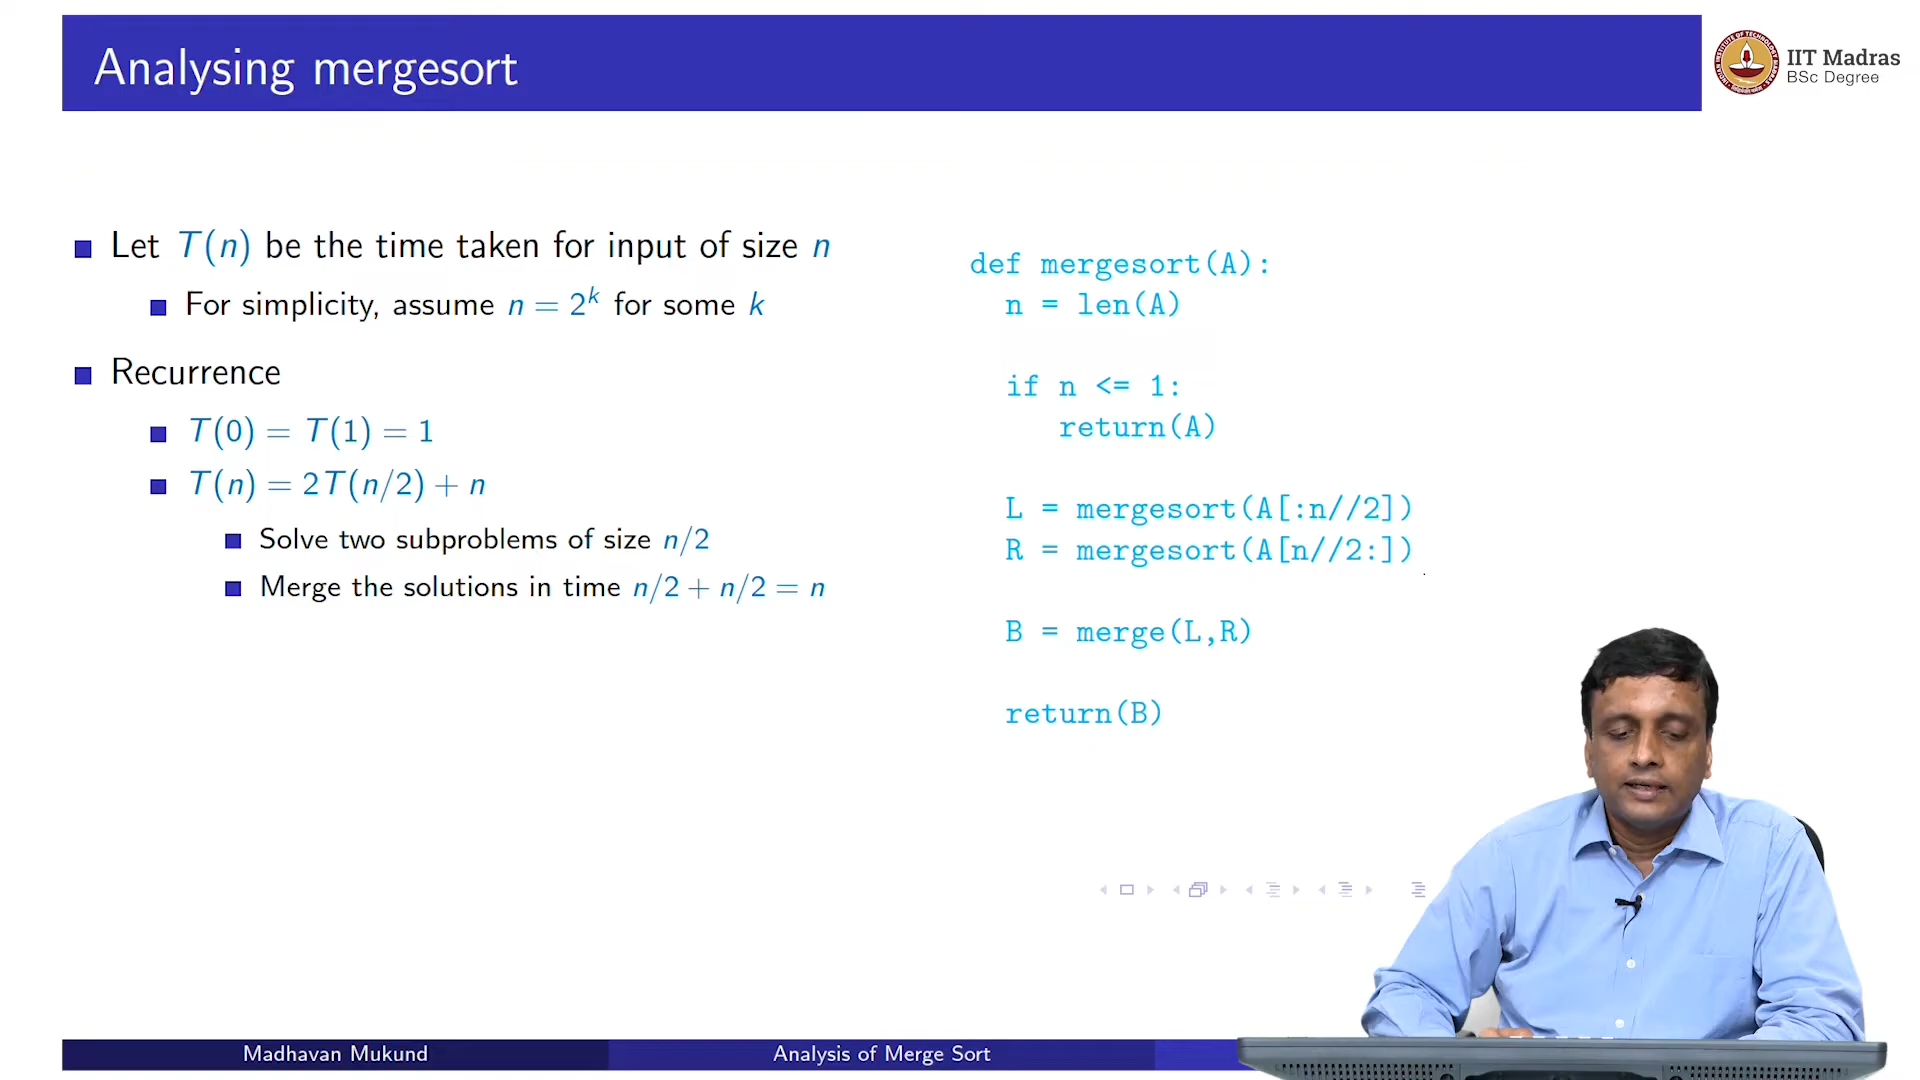 Analysing mergesort
IIT Madras
BSc Degree
Let T(n) be the time taken for input of size n
For simplicity, assume n = 2^k for some k
Recurrence
T(0) = T(1) = 1
T(n) = 2T(n/2) + n
Solve two subproblems of size n/2
Merge the solutions in time n/2 + n/2 = n
def mergesort(A):
n = len(A)
if n <= 1:
return(A)
L = mergesort(A[:n//2])
R = mergesort(A[n//2:])
B = merge(L,R)
return(B)
Madhavan Mukund
Analysis of Merge Sort